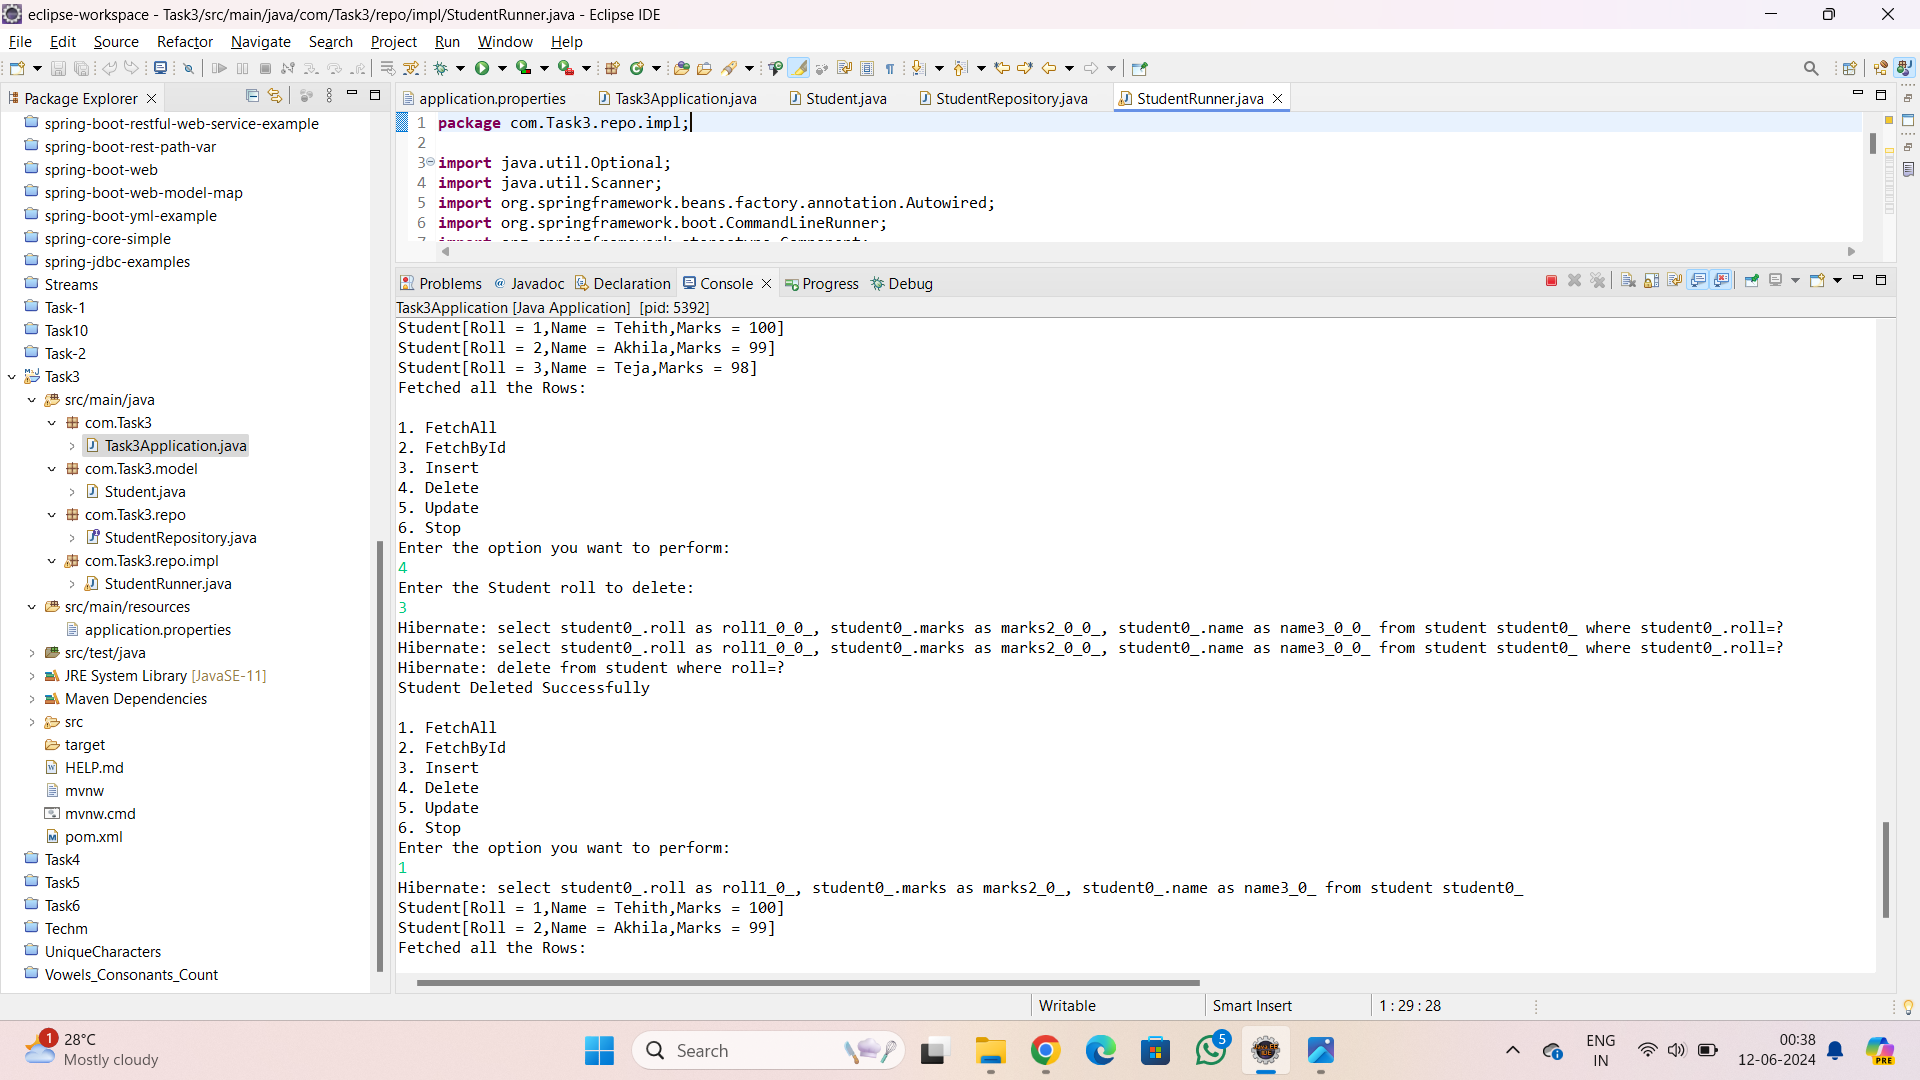 eclipse-workspace - Task3/src/main/java/com/Task3/repo/impl/StudentRunner.java - Eclipse IDE
File Edit Source Refactor Navigate Search Project Run Window Help
Package Explorer
spring-boot-restful-web-service-example
spring-boot-rest-path-var
spring-boot-web
spring-boot-web-model-map
spring-boot-yml-example
spring-core-simple
spring-jdbc-examples
Streams
Task-1
Task10
Task-2
Task3
src/main/java
com.Task3
Task3Application.java
com.Task3.model
Student.java
com.Task3.repo
StudentRepository.java
com.Task3.repo.impl
StudentRunner.java
src/main/resources
application.properties
src/test/java
JRE System Library [JavaSE-11]
Maven Dependencies
src
target
HELP.md
mvnw
mvnw.cmd
pom.xml
Task4
Task5
Task6
Techm
UniqueCharacters
Vowels_Consonants_Count
application.properties Task3Application.java Student.java StudentRepository.java StudentRunner.java
1 package com.Task3.repo.impl;
2
3 import java.util.Optional;
4 import java.util.Scanner;
5 import org.springframework.beans.factory.annotation.Autowired;
6 import org.springframework.boot.CommandLineRunner;
7 import org.springframework.stereotype.Component;
Problems Javadoc Declaration Console Progress Debug
Task3Application [Java Application] [pid: 5392]
Student[Roll = 1,Name = Tehith,Marks = 100]
Student[Roll = 2,Name = Akhila,Marks = 99]
Student[Roll = 3,Name = Teja,Marks = 98]
Fetched all the Rows:
1. FetchAll
2. FetchById
3. Insert
4. Delete
5. Update
6. Stop
Enter the option you want to perform:
4
Enter the Student roll to delete:
3
Hibernate: select student0_.roll as roll1_0_0_, student0_.marks as marks2_0_0_, student0_.name as name3_0_0_ from student student0_ where student0_.roll=?
Hibernate: select student0_.roll as roll1_0_0_, student0_.marks as marks2_0_0_, student0_.name as name3_0_0_ from student student0_ where student0_.roll=?
Hibernate: delete from student where roll=?
Student Deleted Successfully
1. FetchAll
2. FetchById
3. Insert
4. Delete
5. Update
6. Stop
Enter the option you want to perform:
1
Hibernate: select student0_.roll as roll1_0_, student0_.marks as marks2_0_, student0_.name as name3_0_ from student student0_
Student[Roll = 1,Name = Tehith,Marks = 100]
Student[Roll = 2,Name = Akhila,Marks = 99]
Fetched all the Rows:
Writable Smart Insert 1 : 29 : 28
1
28°C
Mostly cloudy
Search
5
ENG
IN
00:38
12-06-2024
PRE